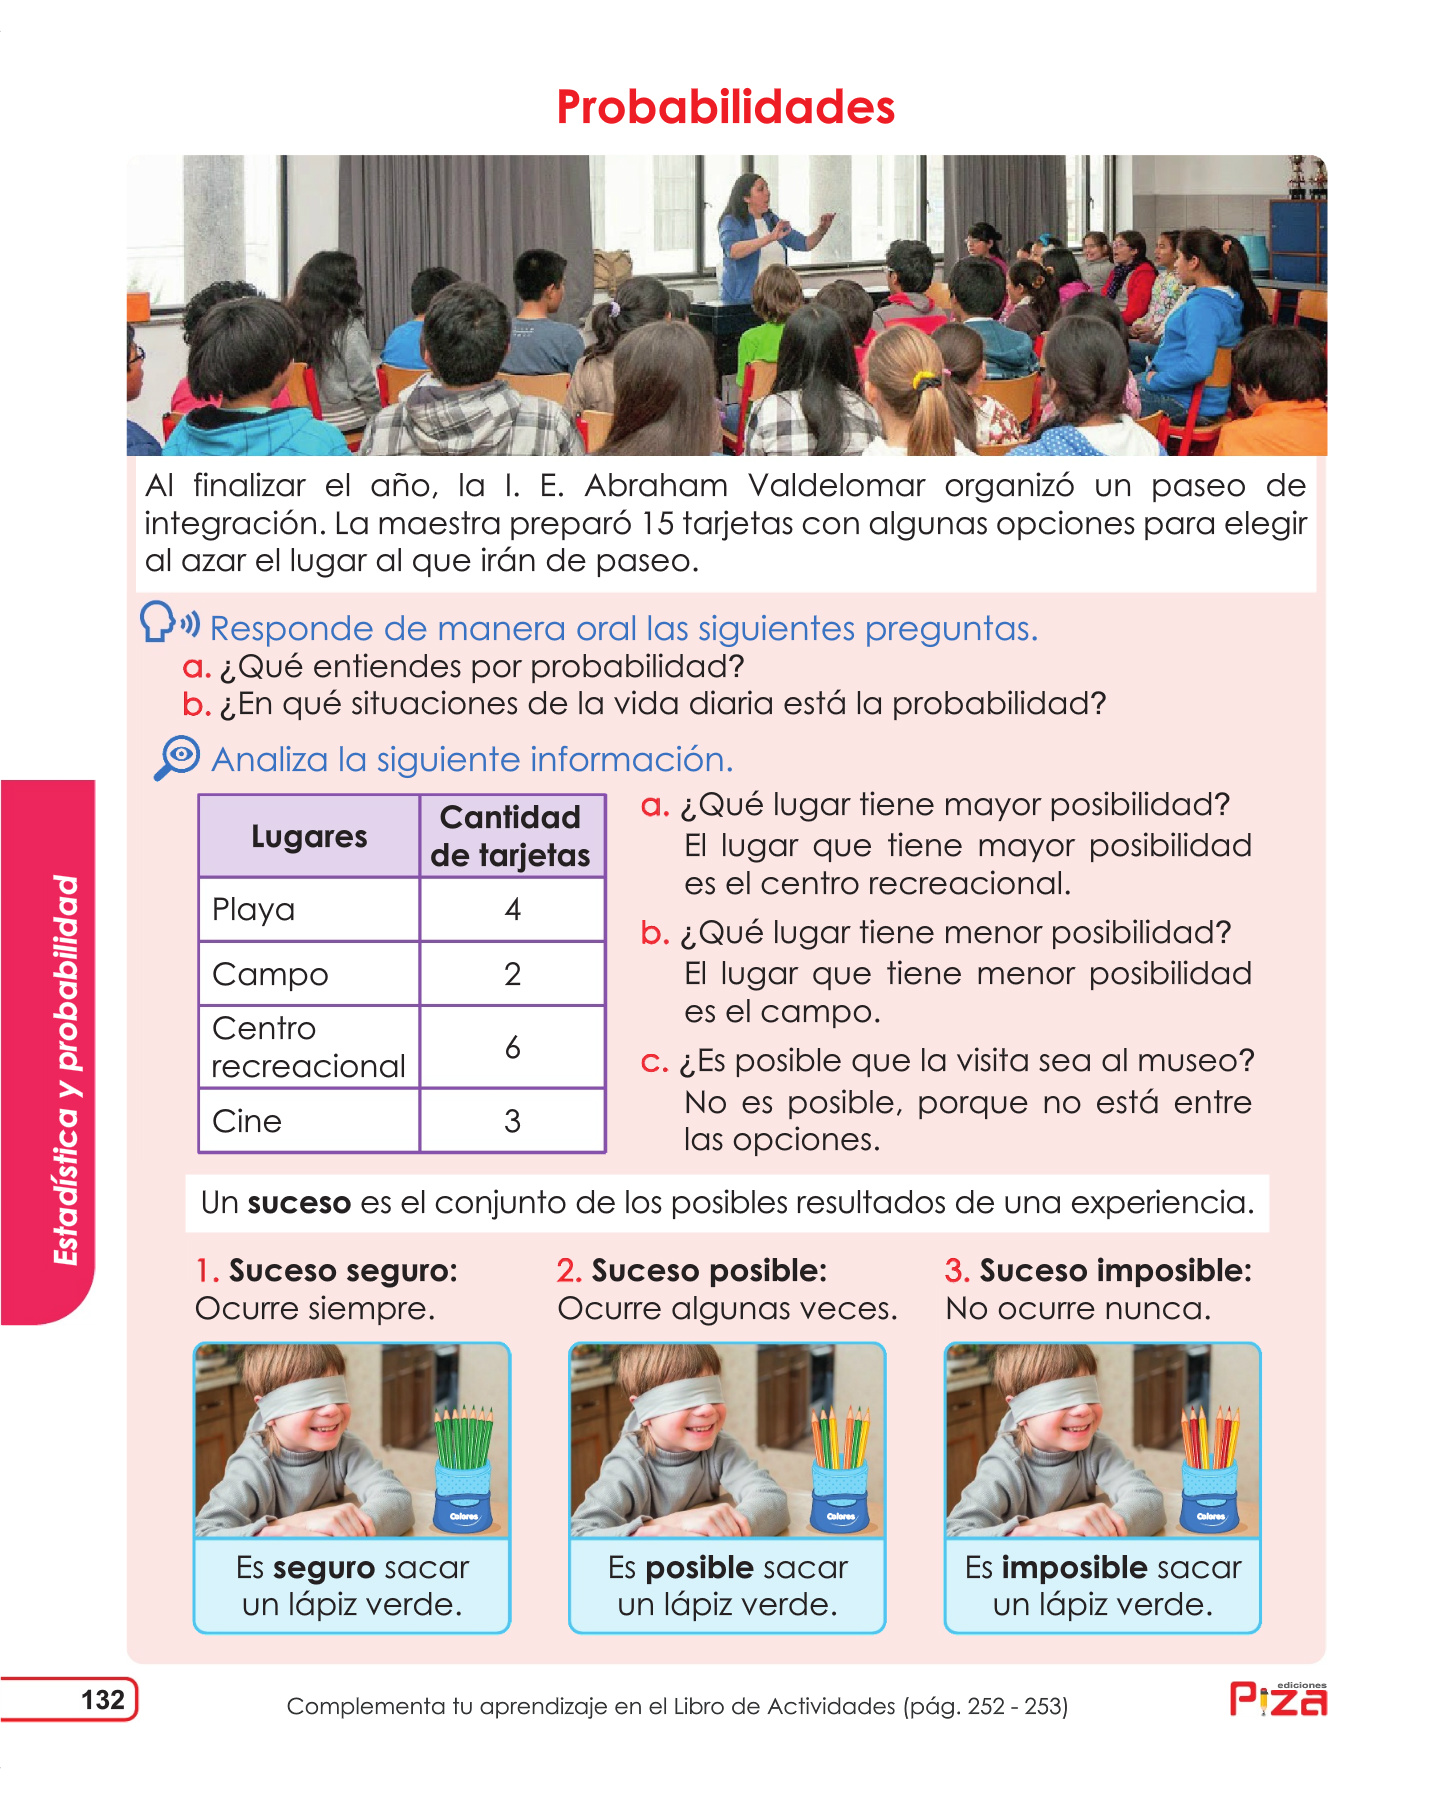 Probabilidades
Al finalizar el año, la I. E. Abraham Valdelomar organizó un paseo de
integración. La maestra preparó 15 tarjetas con algunas opciones para elegir
al azar el lugar al que irán de paseo.
Responde de manera oral las siguientes preguntas.
a. ¿Qué entiendes por probabilidad?
b. ¿En qué situaciones de la vida diaria está la probabilidad?
Analiza la siguiente información.
Lugares
Cantidad
de tarjetas
Playa 4
Campo 2
Centro
recreacional 6
Cine 3
a. ¿Qué lugar tiene mayor posibilidad?
El lugar que tiene mayor posibilidad
es el centro recreacional.
b. ¿Qué lugar tiene menor posibilidad?
El lugar que tiene menor posibilidad
es el campo.
c. ¿Es posible que la visita sea al museo?
No es posible, porque no está entre
las opciones.
Un suceso es el conjunto de los posibles resultados de una experiencia.
1. Suceso seguro:
Ocurre siempre.
Colores
Es seguro sacar
un lápiz verde.
2. Suceso posible:
Ocurre algunas veces.
Colores
Es posible sacar
un lápiz verde.
3. Suceso imposible:
No ocurre nunca.
Colores
Es imposible sacar
un lápiz verde.
Estadística y probabilidad
132
Complementa tu aprendizaje en el Libro de Actividades (pág. 252 - 253)
ediciones
Piza